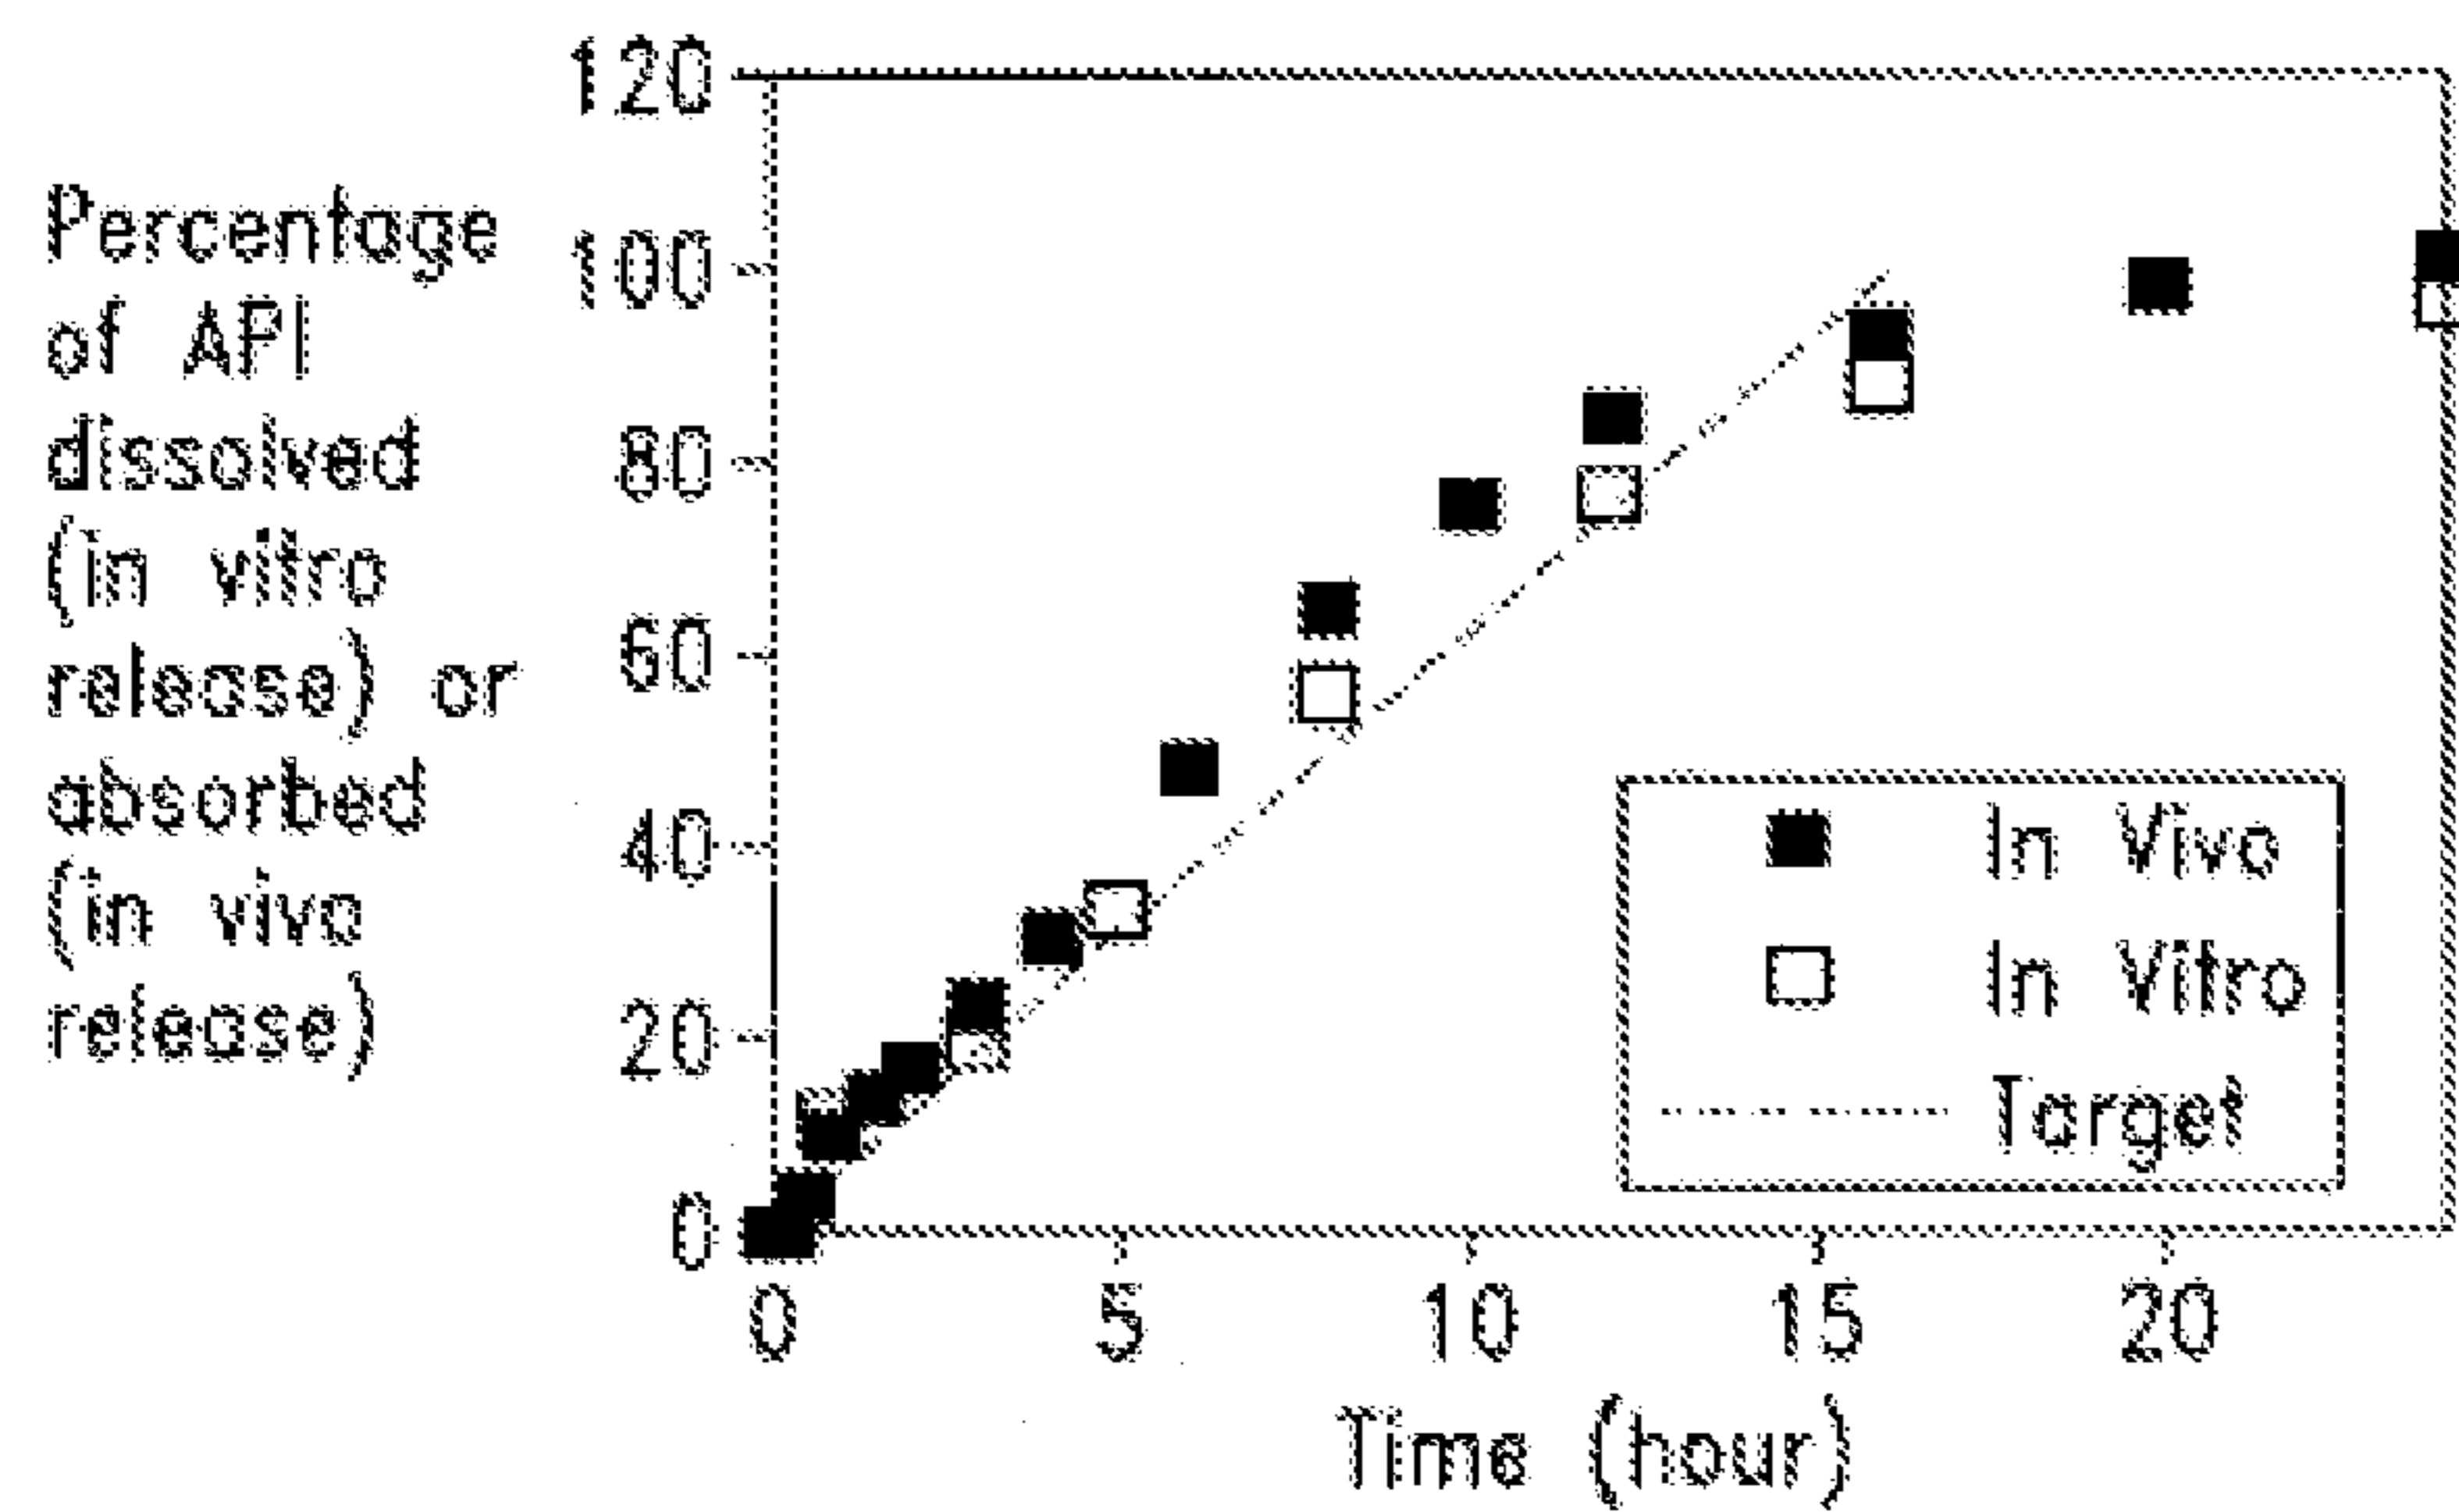 Percentage
of API
dissolved
(in vitro
release) or
absorbed
(in vivo
release)
120
100
80
60
40
20
0
In Vivo
In Vitro
Target
0 5 10 15 20
Time (hour)